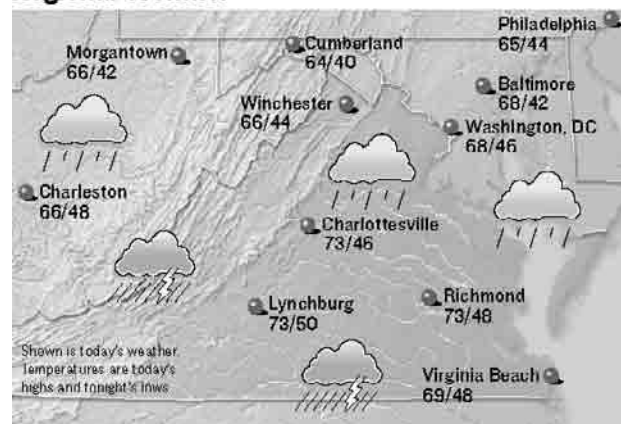 Philadelphia
65/44
Morgantown
66/42
Cumberland
64/40
Baltimore
68/42
Winchester
66/44
Washington, DC
68/46
Charleston
66/48
Charlottesville
73/46
Lynchburg
73/50
Richmond
73/48
Shown is today's weather.
Temperatures are today's
highs and tonight's lows
Virginia Beach
69/48